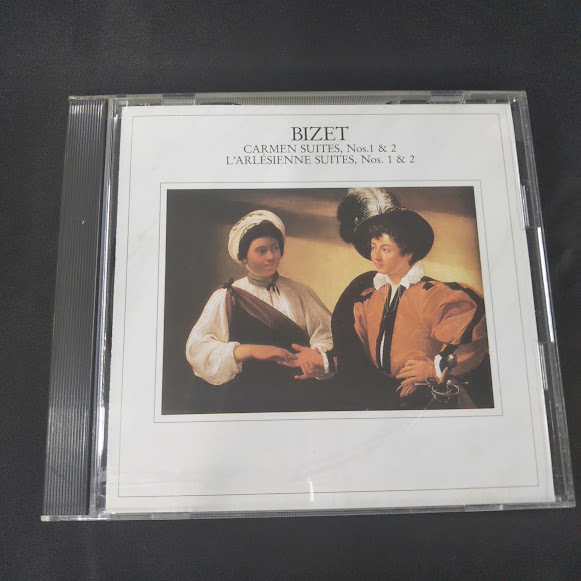 BIZET
CARMEN SUITES, Nos.1 & 2
L'ARLÉSIENNE SUITES, Nos. 1 & 2